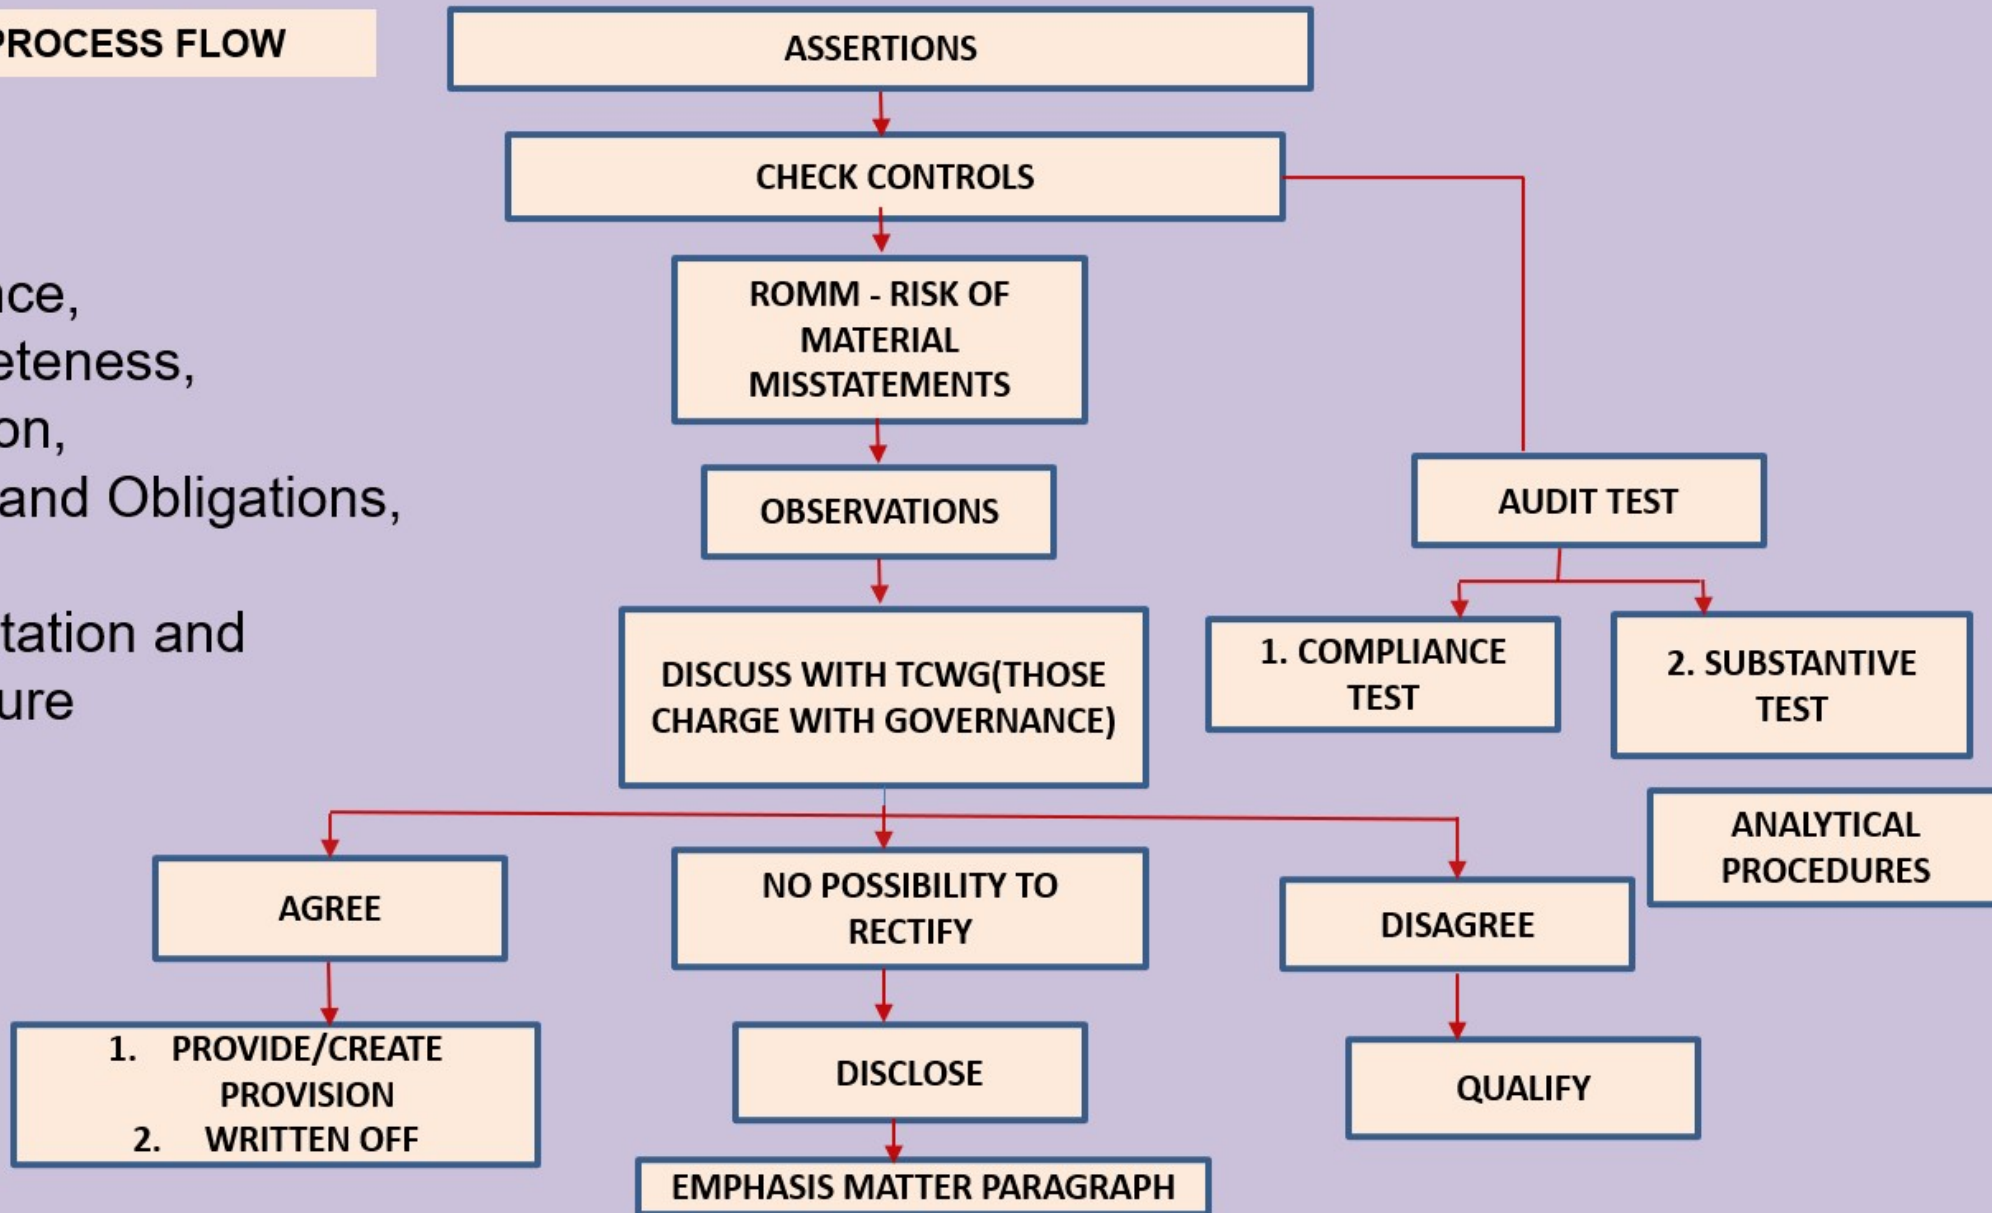 PROCESS FLOW
ASSERTIONS
CHECK CONTROLS
ROMM - RISK OF
MATERIAL
MISSTATEMENTS
nce,
eteness,
on,
and Obligations,
tation and
ure
OBSERVATIONS
AUDIT TEST
DISCUSS WITH TCWG(THOSE
CHARGE WITH GOVERNANCE)
1. COMPLIANCE
TEST
2. SUBSTANTIVE
TEST
ANALYTICAL
PROCEDURES
AGREE
NO POSSIBILITY TO
RECTIFY
DISAGREE
1. PROVIDE/CREATE
PROVISION
2. WRITTEN OFF
DISCLOSE
QUALIFY
EMPHASIS MATTER PARAGRAPH